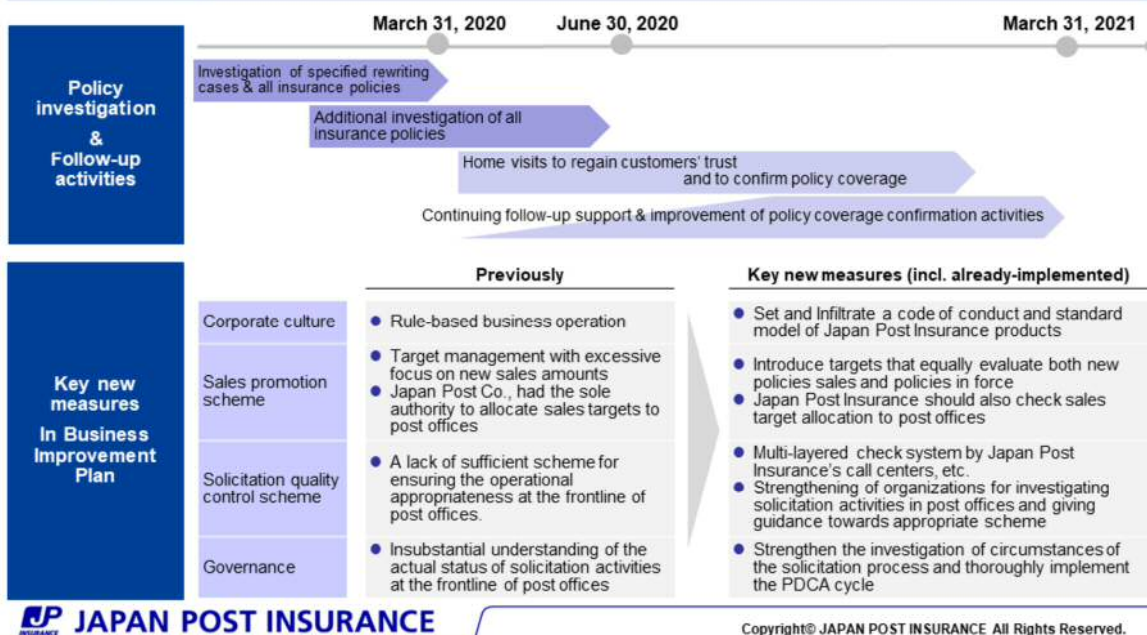 March 31, 2020
June 30, 2020
March 31, 2021
Policy
investigation
&
Follow-up
activities
Investigation of specified rewriting
cases & all insurance policies
Additional investigation of all
insurance policies
Home visits to regain customers' trust
and to confirm policy coverage
Continuing follow-up support & improvement of policy coverage confirmation activities
Key new
measures
In Business
Improvement
Plan
Previously
Key new measures (incl. already-implemented)
Corporate culture
● Rule-based business operation
● Set and Infiltrate a code of conduct and standard
model of Japan Post Insurance products
Sales promotion
scheme
● Target management with excessive
focus on new sales amounts
● Japan Post Co., had the sole
authority to allocate sales targets to
post offices
● Introduce targets that equally evaluate both new
policies sales and policies in force
● Japan Post Insurance should also check sales
target allocation to post offices
Solicitation quality
control scheme
● A lack of sufficient scheme for
ensuring the operational
appropriateness at the frontline of
post offices.
● Multi-layered check system by Japan Post
Insurance's call centers, etc.
● Strengthening of organizations for investigating
solicitation activities in post offices and giving
guidance towards appropriate scheme
Governance
● Insubstantial understanding of the
actual status of solicitation activities
at the frontline of post offices
● Strengthen the investigation of circumstances of
the solicitation process and thoroughly implement
the PDCA cycle
JP INSURANCE
JAPAN POST INSURANCE
Copyright© JAPAN POST INSURANCE All Rights Reserved.